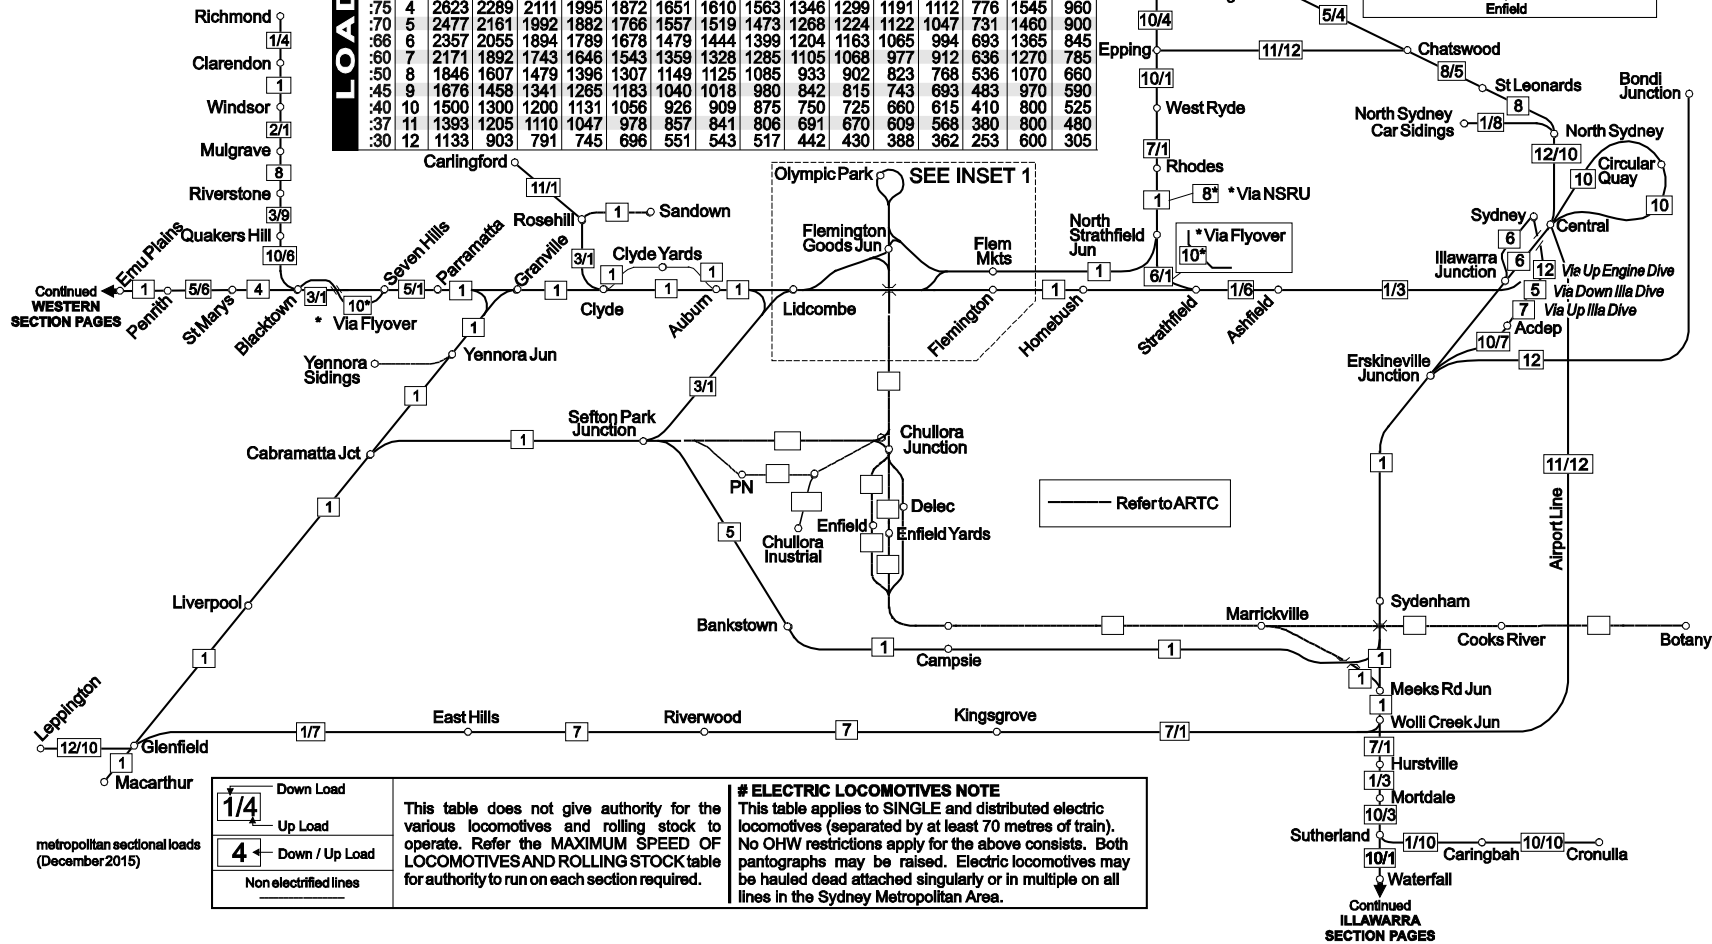 Enfield
LOAD
:75 4 2623 2289 2111 1995 1872 1651 1610 1563 1346 1299 1191 1112 776 1545 960
:70 5 2477 2161 1992 1882 1766 1557 1519 1473 1268 1224 1122 1047 731 1460 900
:66 6 2357 2055 1894 1789 1678 1479 1444 1399 1204 1163 1065 994 693 1365 845
:60 7 2171 1892 1743 1646 1543 1359 1328 1285 1105 1068 977 912 636 1270 785
:50 8 1846 1607 1479 1396 1307 1149 1125 1085 933 902 823 768 536 1070 660
:45 9 1676 1458 1341 1265 1183 1040 1018 980 842 815 743 693 483 970 590
:40 10 1500 1300 1200 1131 1056 926 909 875 750 725 660 615 410 800 525
:37 11 1393 1205 1110 1047 978 857 841 806 691 670 609 568 380 800 480
:30 12 1133 903 791 745 696 551 543 517 442 430 388 362 253 600 305
Richmond
1/4
Clarendon
1
Windsor
2/1
Mulgrave
8
Riverstone
3/9
Quakers Hill
10/6
10/4
Epping
11/12
5/4
Chatswood
8/5
St Leonards
8
Bondi
Junction
10/1
West Ryde
7/1
Rhodes
1
8*
* Via NSRU
North Sydney
Car Sidings
1/8
North Sydney
12/10
Circular
Quay
10
10
Sydney
Central
6
6
Illawarra
Junction
12
Via Up Engine Dive
5
Via Down Illa Dive
7
Via Up Illa Dive
Acdep
10/7
Erskineville
Junction
12
Carlingford
11/1
Rosehill
1
Sandown
3/1
Clyde Yards
1
1
Olympic Park
SEE INSET 1
Flemington
Goods Jun
Flem
Mkts
North
Strathfield
Jun
1
6/1
* Via Flyover
10*
Continued
WESTERN
SECTION PAGES
Emu Plains
1
Penrith
5/6
St Marys
4
Blacktown
3/1
10*
* Via Flyover
Seven Hills
5/1
Parramatta
1
Granville
1
Clyde
1
Auburn
1
Lidcombe
Flemington
1
Homebush
Strathfield
1/6
Ashfield
1/3
1
Yennora Jun
Yennora
Sidings
1
3/1
Sefton Park
Junction
Cabramatta Jct
1
Chullora
Junction
PN
Delec
Enfield
Enfield Yards
Chullora
Inustrial
Refer to ARTC
1
11/12
Airport Line
1
5
Liverpool
1
Bankstown
1
Campsie
1
Marrickville
Sydenham
Cooks River
Botany
1
1
Meeks Rd Jun
1
Wolli Creek Jun
Leppington
12/10
Glenfield
1
Macarthur
1/7
East Hills
7
Riverwood
7
Kingsgrove
7/1
7/1
Hurstville
1/3
Mortdale
10/3
Sutherland
1/10
Caringbah
10/10
Cronulla
10/1
Waterfall
Continued
ILLAWARRA
SECTION PAGES
metropolitan sectional loads
(December 2015)
Down Load
1/4
Up Load
4
Down / Up Load
Non electrified lines
This table does not give authority for the
various locomotives and rolling stock to
operate. Refer the MAXIMUM SPEED OF
LOCOMOTIVES AND ROLLING STOCK table
for authority to run on each section required.
# ELECTRIC LOCOMOTIVES NOTE
This table applies to SINGLE and distributed electric
locomotives (separated by at least 70 metres of train).
No OHW restrictions apply for the above consists. Both
pantographs may be raised. Electric locomotives may
be hauled dead attached singularly or in multiple on all
lines in the Sydney Metropolitan Area.